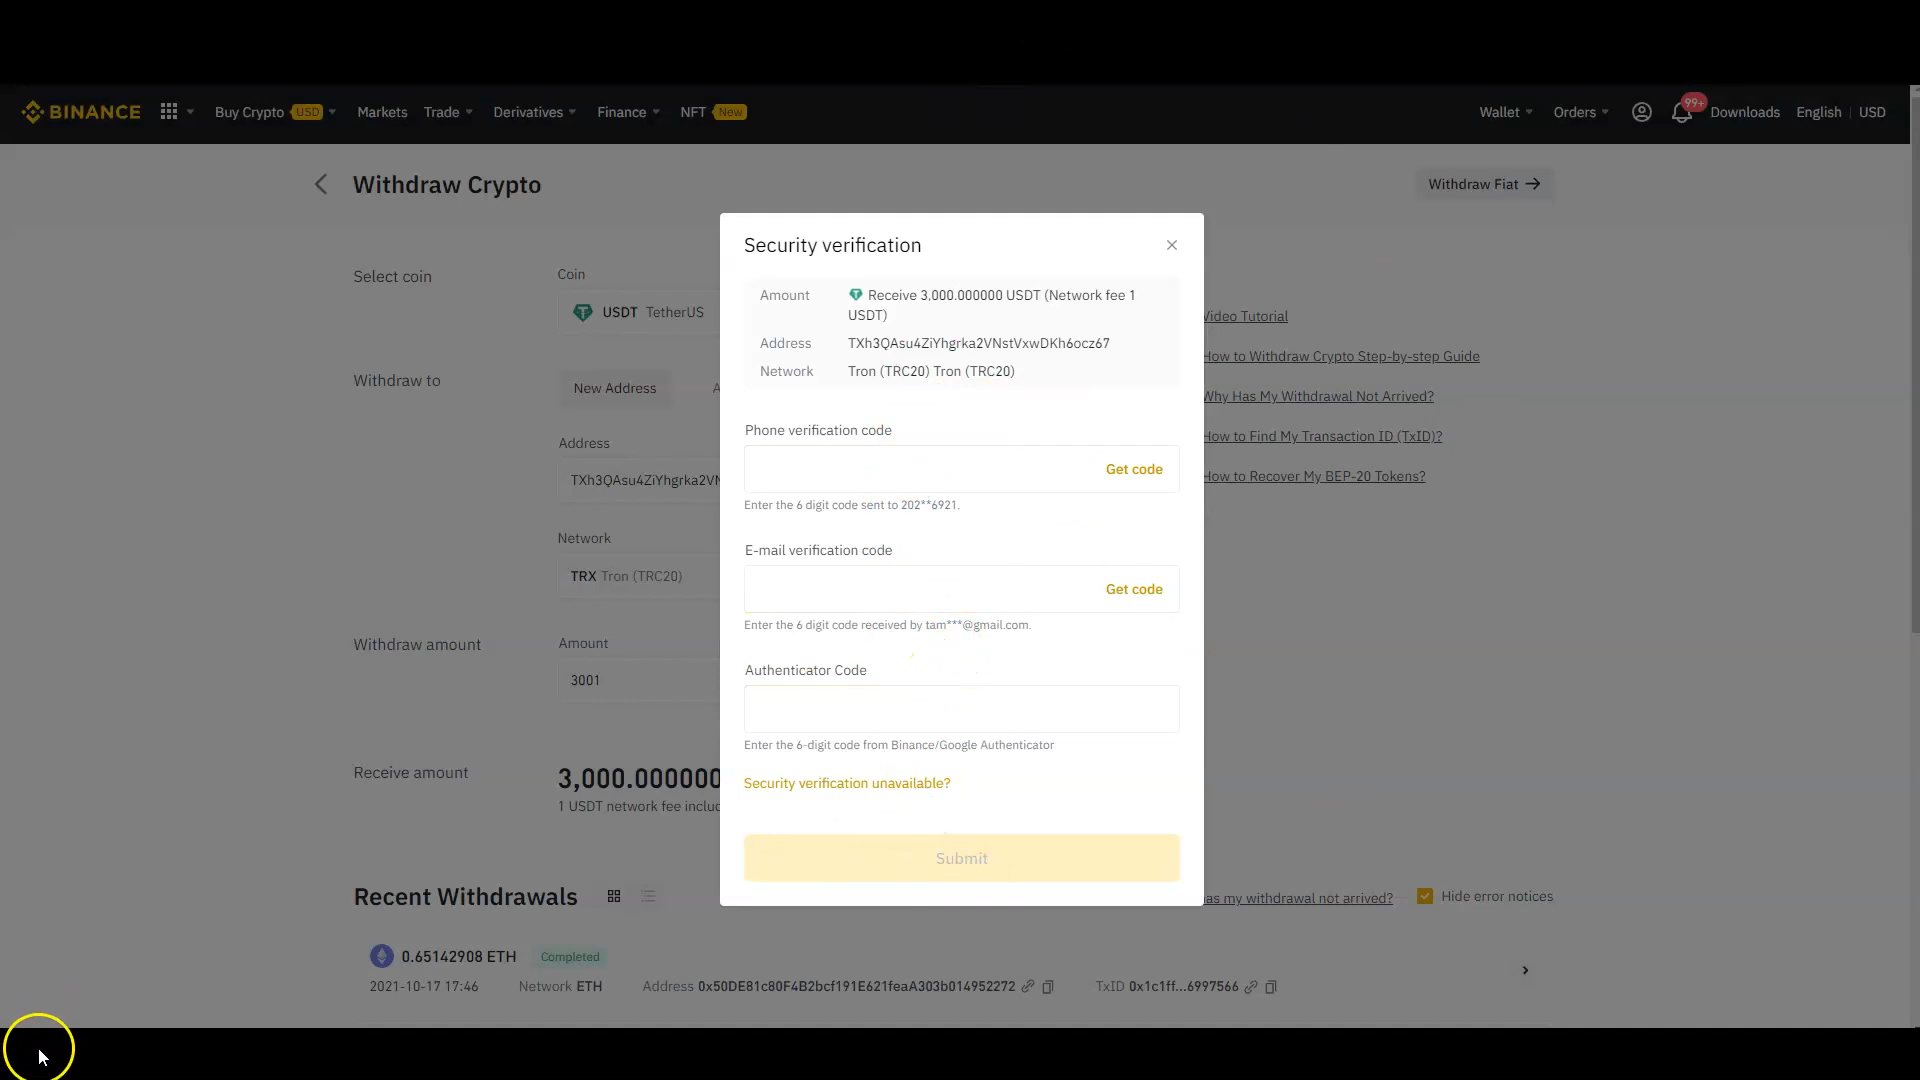 BINANCE
Buy Crypto USD
Markets
Trade
Derivatives
Finance
NFT New
Wallet
Orders
99+
Downloads
English | USD
Withdraw Crypto
Withdraw Fiat →
Security verification
Amount Receive 3,000.000000 USDT (Network fee 1
USDT)
Address TXh3QAsu4ZiYhgrka2VNstVxwDKh6ocz67
Network Tron (TRC20) Tron (TRC20)
Phone verification code
Get code
Enter the 6 digit code sent to 202**6921.
E-mail verification code
Get code
Enter the 6 digit code received by tam***@gmail.com.
Authenticator Code
Enter the 6-digit code from Binance/Google Authenticator
Security verification unavailable?
Submit
Select coin
Coin
USDT TetherUS
Withdraw to
New Address
A
Address
TXh3QAsu4ZiYhgrka2VN
Network
TRX Tron (TRC20)
Withdraw amount
Amount
3001
Receive amount
3,000.000000
1 USDT network fee includ
Video Tutorial
How to Withdraw Crypto Step-by-step Guide
Why Has My Withdrawal Not Arrived?
How to Find My Transaction ID (TxID)?
How to Recover My BEP-20 Tokens?
Recent Withdrawals
has my withdrawal not arrived?
Hide error notices
0.65142908 ETH Completed
2021-10-17 17:46 Network ETH Address 0x50DE81c80F4B2bcf191E621feaA303b014952272 TxID 0x1c1ff...6997566